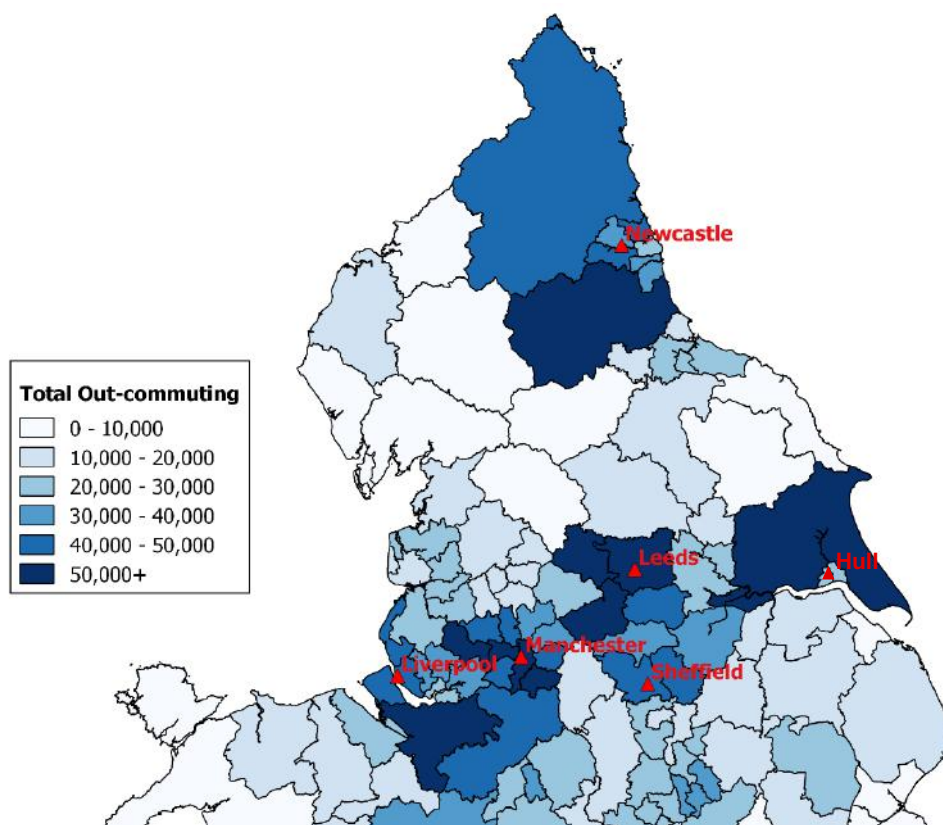 Newcastle
Total Out-commuting
0 - 10,000
10,000 - 20,000
20,000 - 30,000
30,000 - 40,000
40,000 - 50,000
50,000+
Leeds
Hull
Manchester
Liverpool
Sheffield